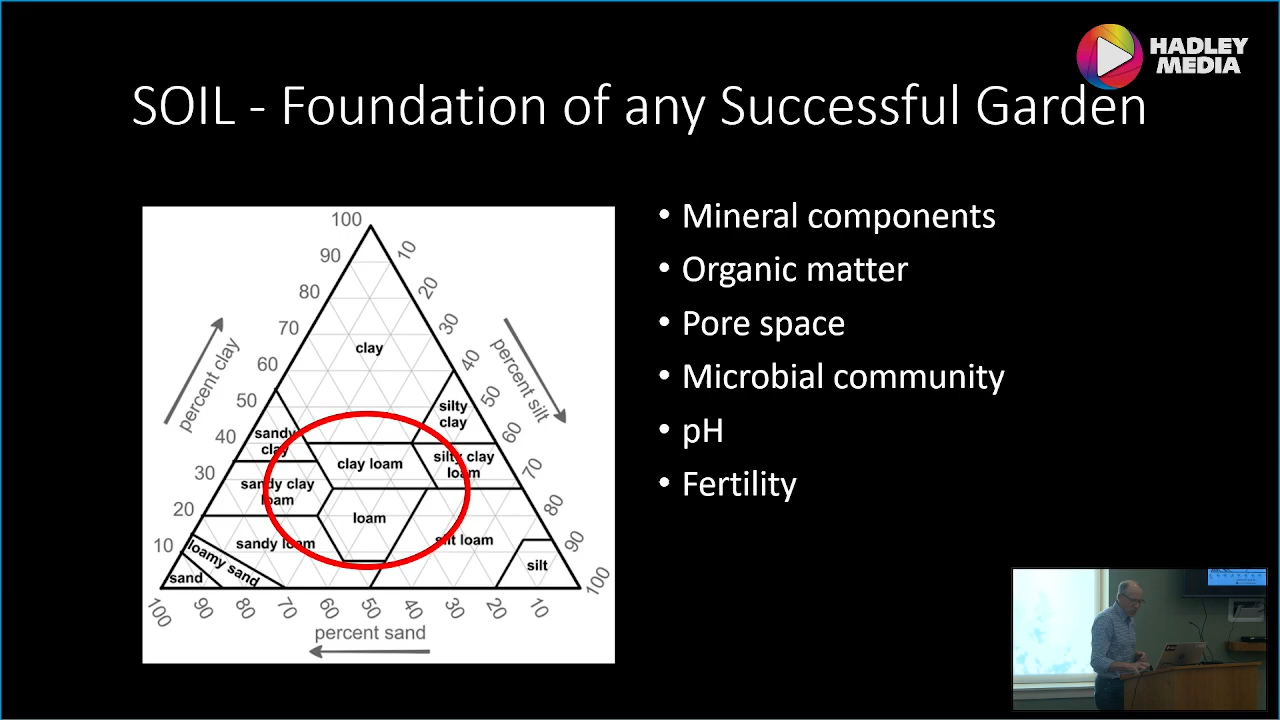 HADLEY
MEDIA
SOIL - Foundation of any Successful Garden
100
90
80
70
60
50
40
30
20
10
10
20
30
40
50
60
70
80
90
100
100
90
80
70
60
50
40
30
20
10
percent clay
percent silt
percent sand
clay
silty
clay
sandy
clay
clay loam
silty clay
loam
sandy clay
loam
loam
sandy loam
silt loam
loamy sand
sand
silt
• Mineral components
• Organic matter
• Pore space
• Microbial community
• pH
• Fertility